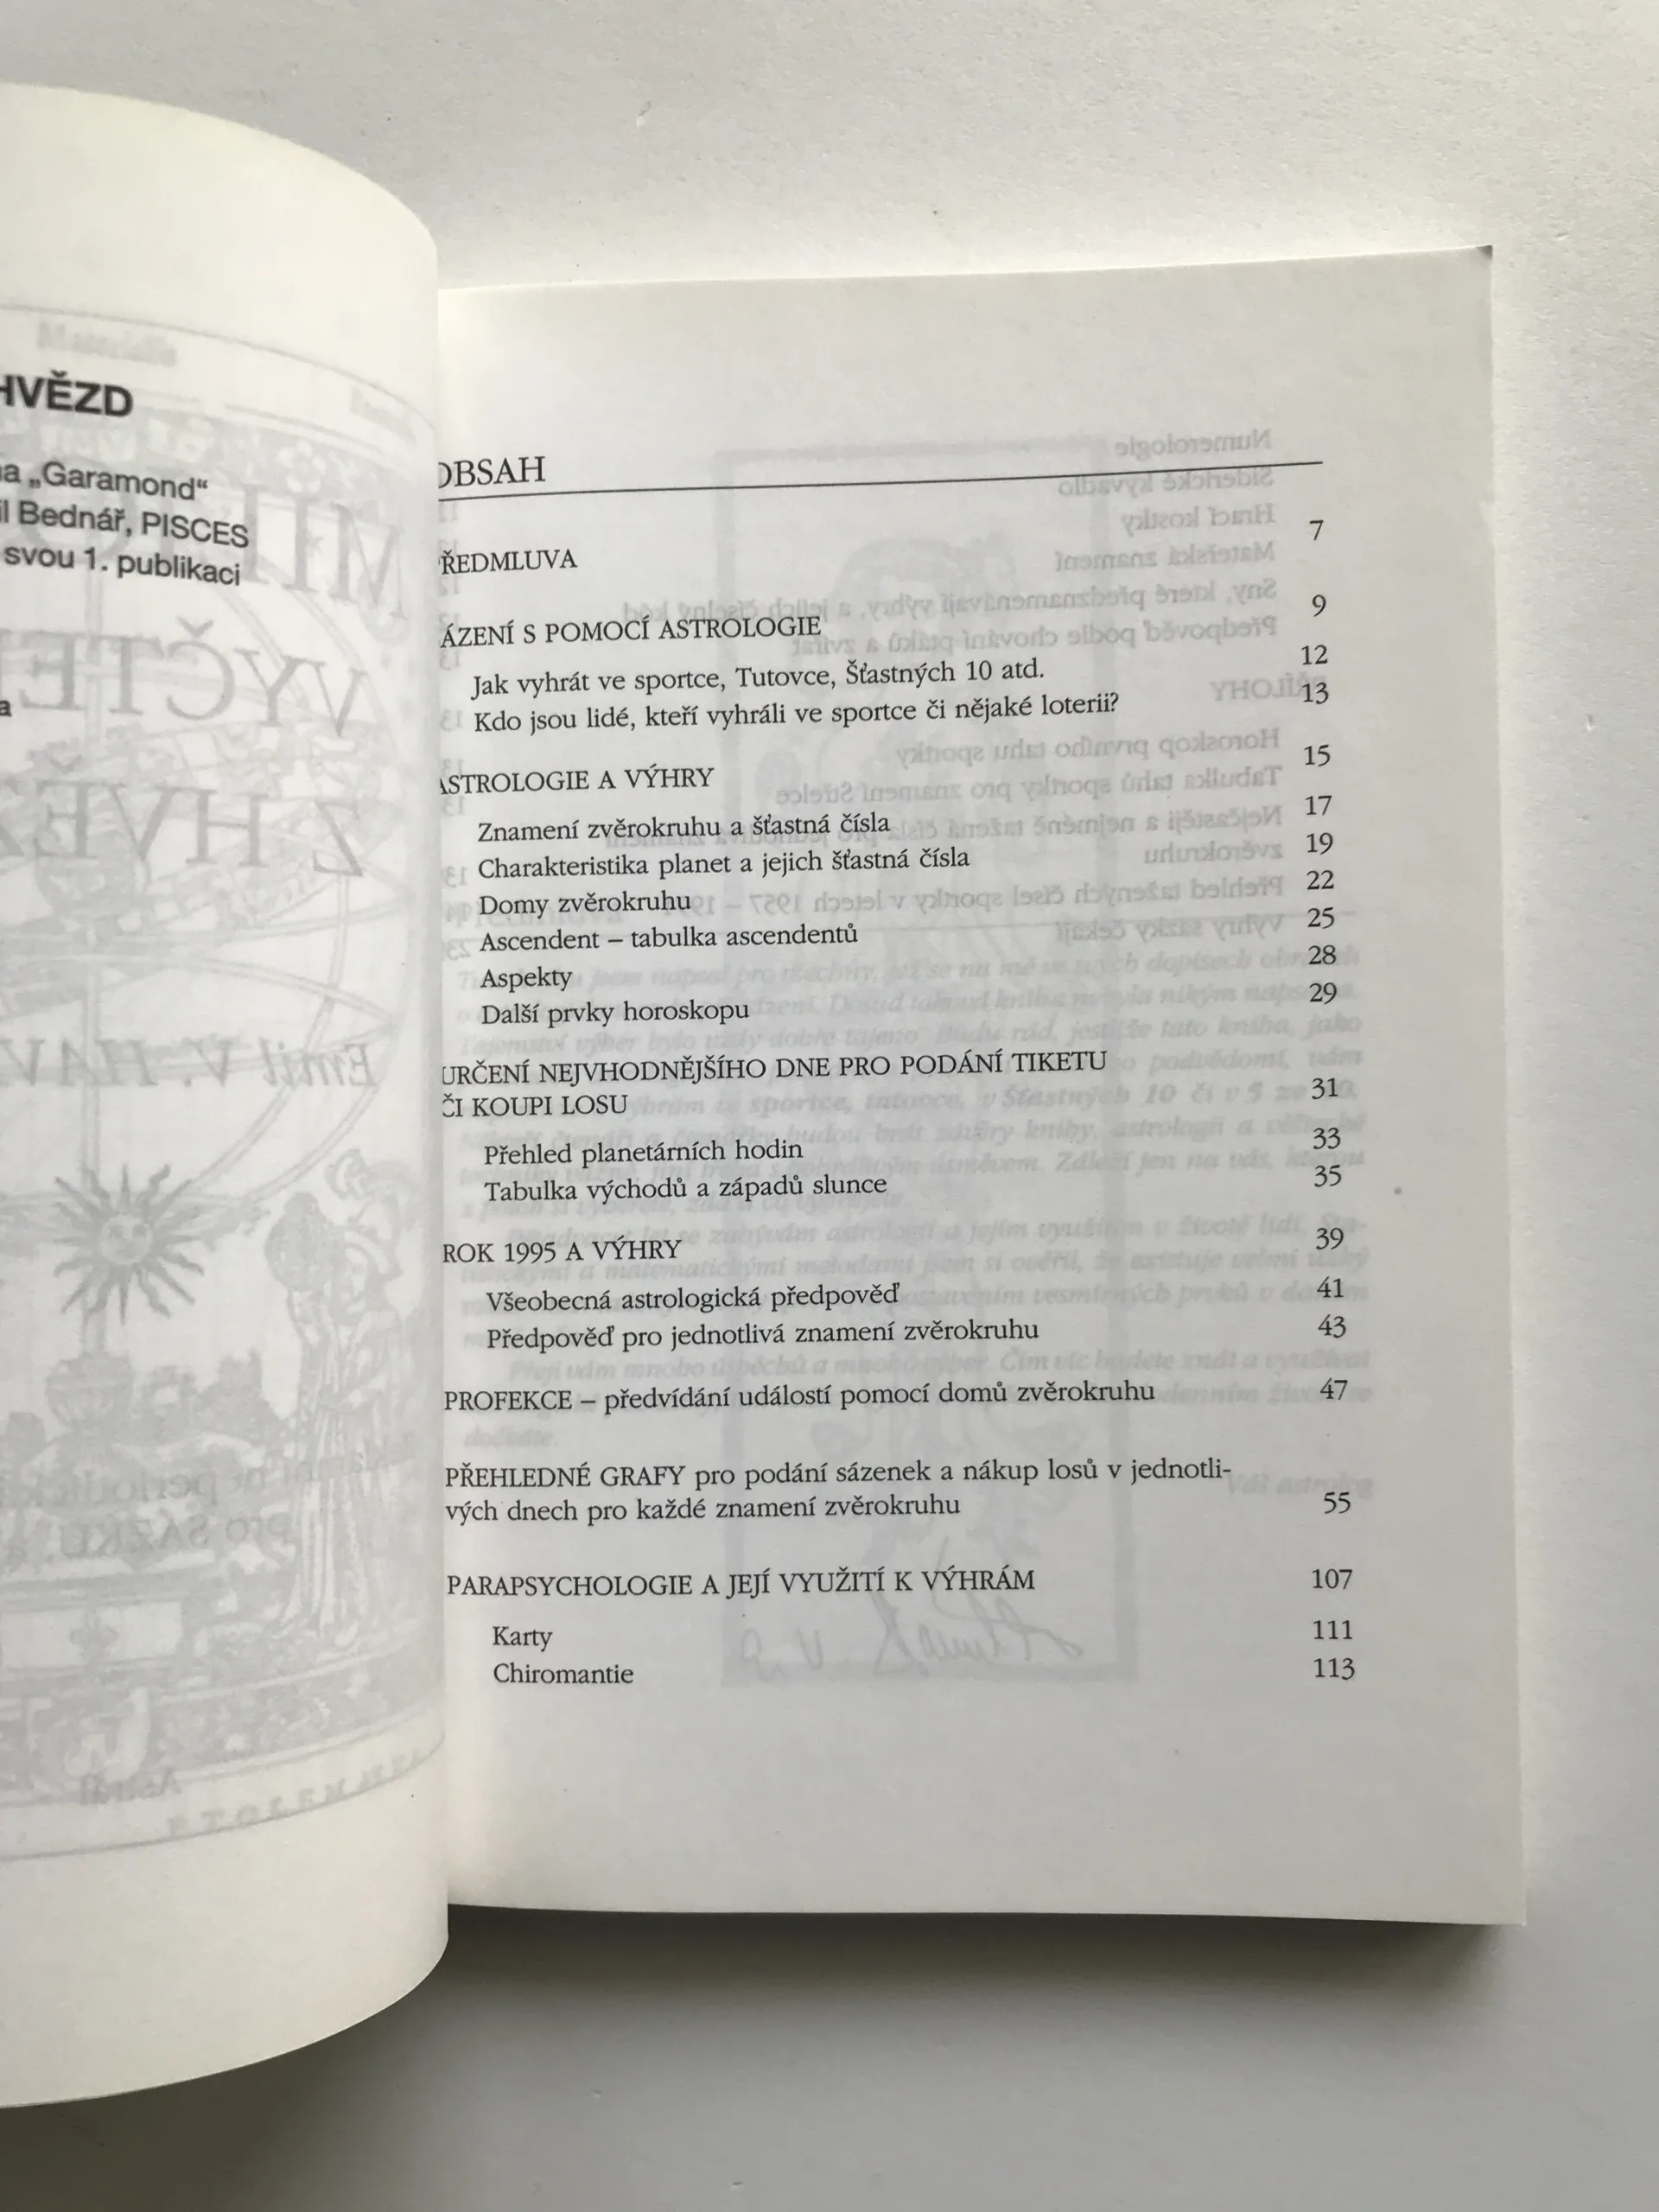 HVĚZD
na „Garamond“
il Bednář, PISCES
svou 1. publikaci
a
OBSAH
PŘEDMLUVA 7
ÁZENÍ S POMOCÍ ASTROLOGIE 9
Jak vyhrát ve sportce, Tutovce, Šťastných 10 atd. 12
Kdo jsou lidé, kteří vyhráli ve sportce či nějaké loterii? 13
ASTROLOGIE A VÝHRY 15
Znamení zvěrokruhu a šťastná čísla 17
Charakteristika planet a jejich šťastná čísla 19
Domy zvěrokruhu 22
Ascendent – tabulka ascendentů 25
Aspekty 28
Další prvky horoskopu 29
URČENÍ NEJVHODNĚJŠÍHO DNE PRO PODÁNÍ TIKETU
ČI KOUPI LOSU 31
Přehled planetárních hodin 33
Tabulka východů a západů slunce 35
ROK 1995 A VÝHRY 39
Všeobecná astrologická předpověď 41
Předpověď pro jednotlivá znamení zvěrokruhu 43
PROFEKCE – předvídání událostí pomocí domů zvěrokruhu 47
PŘEHLEDNÉ GRAFY pro podání sázenek a nákup losů v jednotli-
vých dnech pro každé znamení zvěrokruhu 55
PARAPSYCHOLOGIE A JEJÍ VYUŽITÍ K VÝHRÁM 107
Karty 111
Chiromantie 113